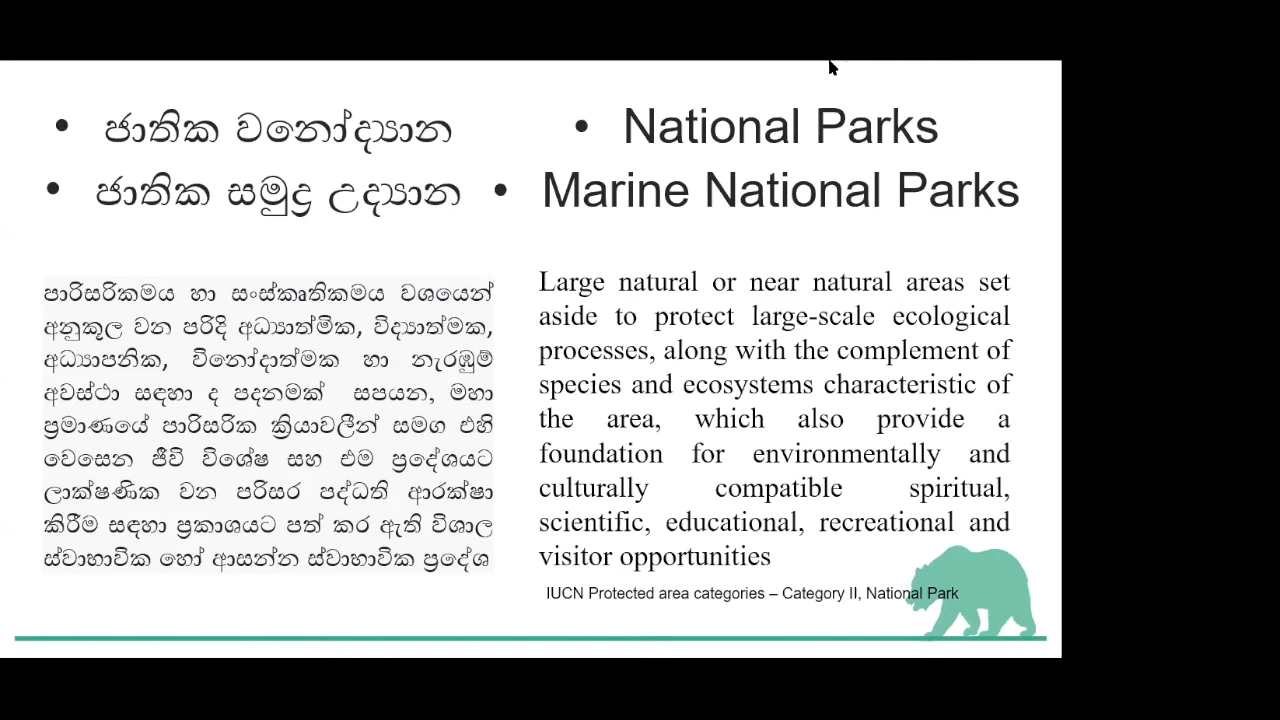 • ජාතික වනෝද්‍යාන
• ජාතික සමුද්‍ර උද්‍යාන
• National Parks
• Marine National Parks
පාරිසරිකමය හා සංස්කෘතිකමය වශයෙන්
අනුකූල වන පරිදි අධ්‍යාත්මික, විද්‍යාත්මක,
අධ්‍යාපනික, විනෝදාත්මක හා නැරඹුම්
අවස්ථා සඳහා ද පදනමක් සපයන, මහා
ප්‍රමාණයේ පාරිසරික ක්‍රියාවලීන් සමග එහි
වෙසෙන ජීවි විශේෂ සහ එම ප්‍රදේශයට
ලාක්ෂණික වන පරිසර පද්ධති ආරක්ෂා
කිරීම සඳහා ප්‍රකාශයට පත් කර ඇති විශාල
ස්වාභාවික හෝ ආසන්න ස්වාභාවික ප්‍රදේශ
Large natural or near natural areas set
aside to protect large-scale ecological
processes, along with the complement of
species and ecosystems characteristic of
the area, which also provide a
foundation for environmentally and
culturally compatible spiritual,
scientific, educational, recreational and
visitor opportunities
IUCN Protected area categories – Category II, National Park